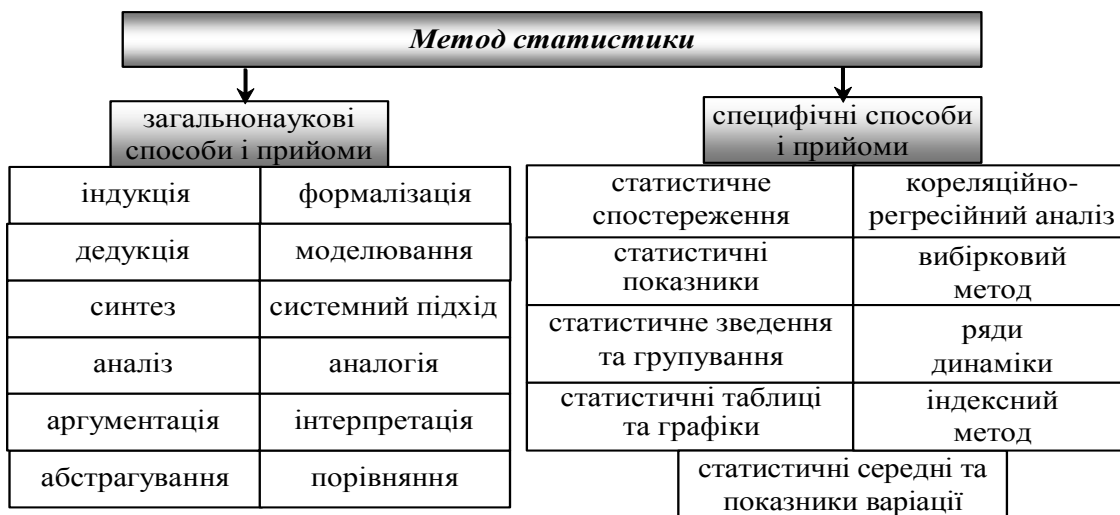 Метод статистики
загальнонаукові
способи і прийоми
індукція
формалізація
дедукція
моделювання
синтез
системний підхід
аналіз
аналогія
аргументація
інтерпретація
абстрагування
порівняння
специфічні способи
і прийоми
статистичне
спостереження
кореляційно-
регресійний аналіз
статистичні
показники
вибірковий
метод
статистичне зведення
та групування
ряди
динаміки
статистичні таблиці
та графіки
індексний
метод
статистичні середні та
показники варіації